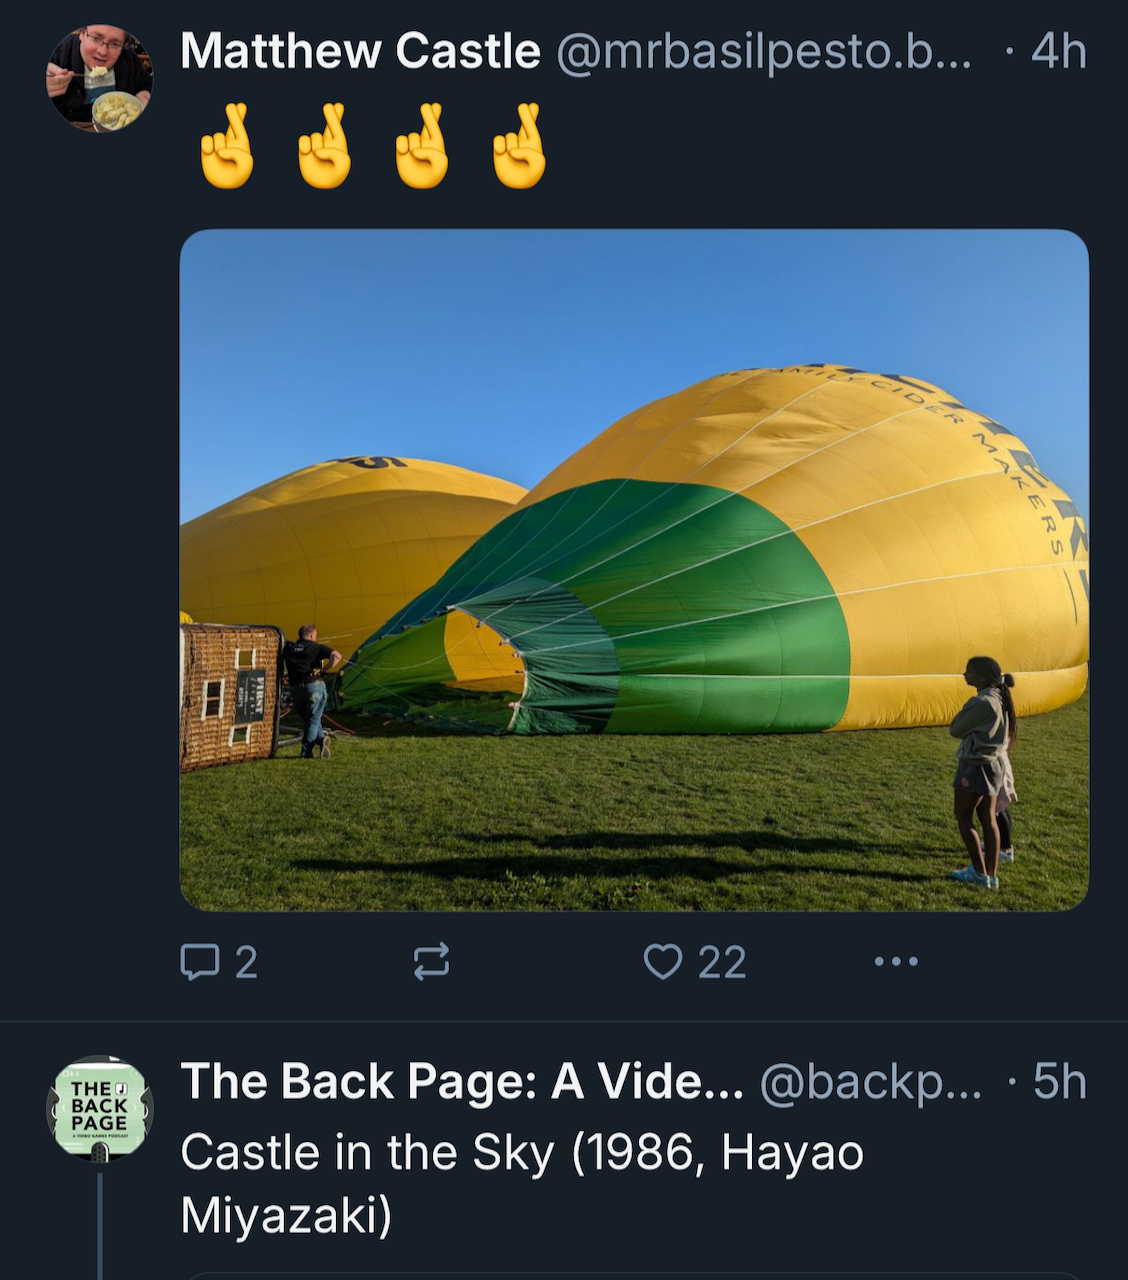 Matthew Castle @mrbasilpesto.b... · 4h
FAMILY CIDER MAKERS
S
FIRST
2
22
THE
BACK
PAGE
A VIDEO GAMES PODCAST
The Back Page: A Vide... @backp... · 5h
Castle in the Sky (1986, Hayao
Miyazaki)